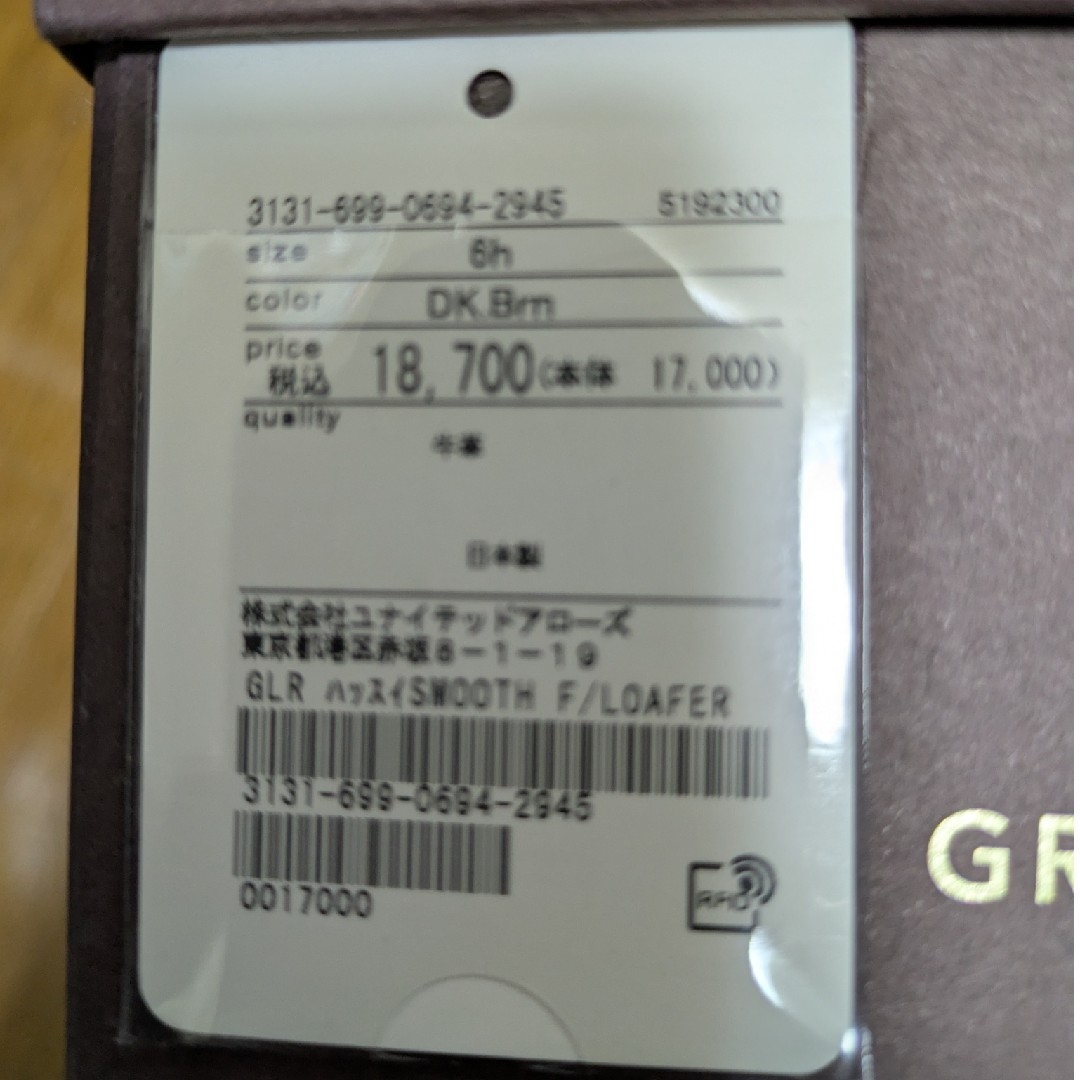 3131-699-0694-2945 5192300
size 6h
color DK.Brn
price
税込 18,700(本体 17,000)
quality
牛革
日本製
株式会社ユナイテッドアローズ
東京都港区赤坂8-1-19
GLR ﾊｯｽｲSMOOTH F/LOAFER
3131-699-0694-2945
0017000
RFID
GR